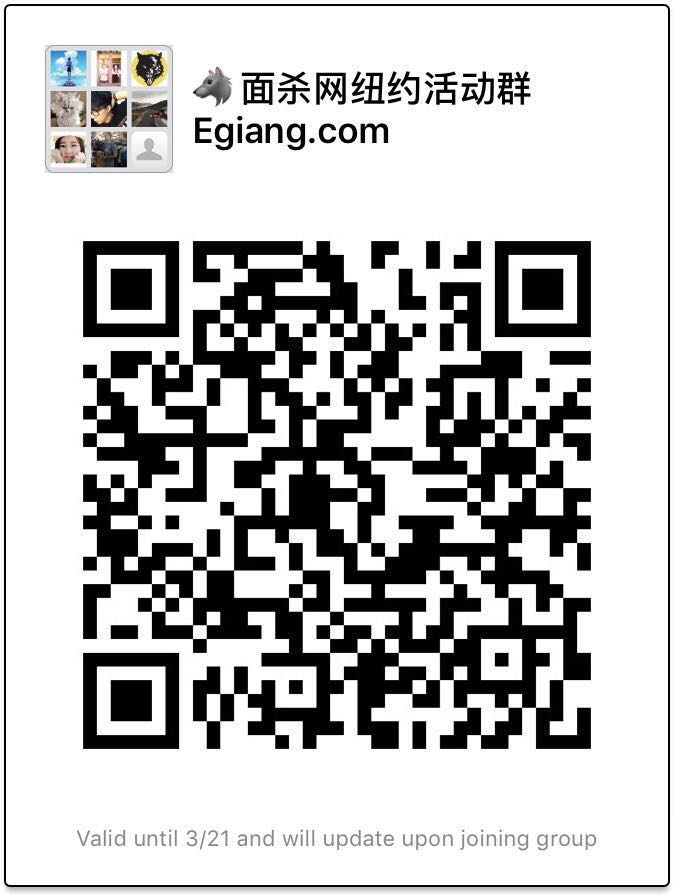 🐺 面杀网纽约活动群
Egiang.com
Valid until 3/21 and will update upon joining group